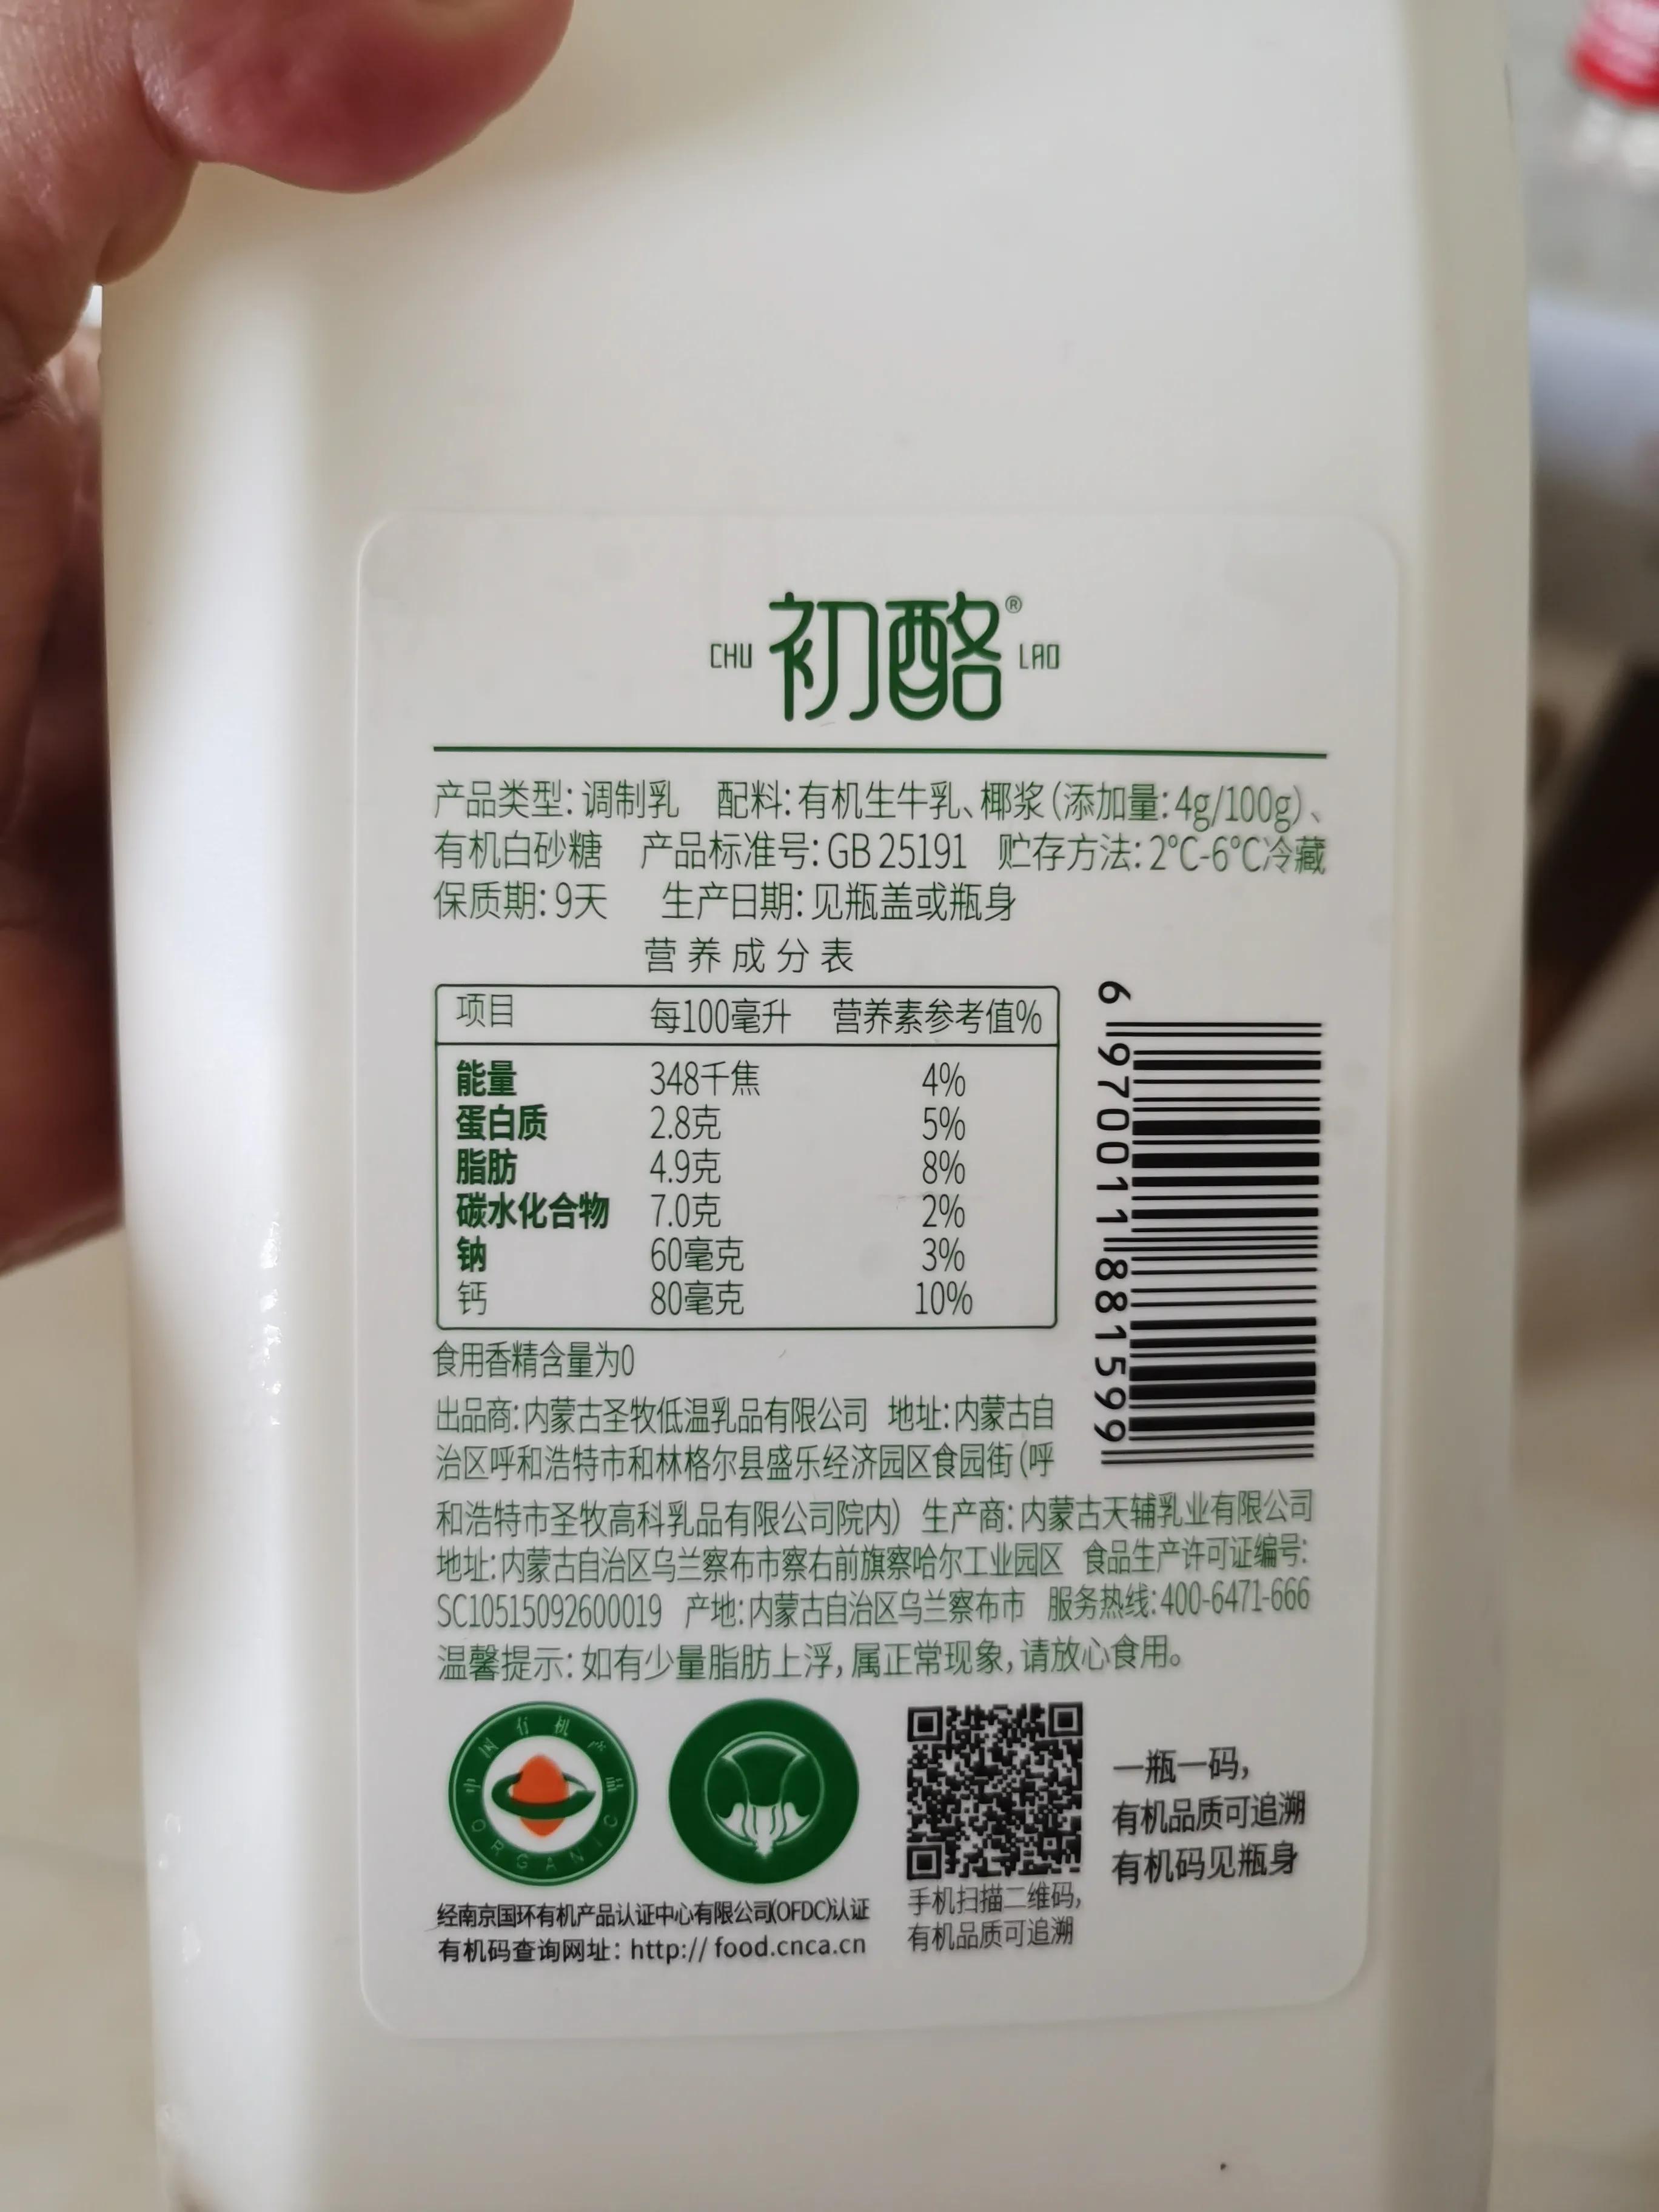 CHU 初酪® LAO
产品类型:调制乳 配料:有机生牛乳、椰浆(添加量:4g/100g)、
有机白砂糖 产品标准号:GB 25191 贮存方法:2°C-6°C冷藏
保质期:9天 生产日期:见瓶盖或瓶身
营养成分表
项目 每100毫升 营养素参考值%
能量 348千焦 4%
蛋白质 2.8克 5%
脂肪 4.9克 8%
碳水化合物 7.0克 2%
钠 60毫克 3%
钙 80毫克 10%
6 970011 881599
食用香精含量为0
出品商:内蒙古圣牧低温乳品有限公司 地址:内蒙古自
治区呼和浩特市和林格尔县盛乐经济园区食园街(呼
和浩特市圣牧高科乳品有限公司院内) 生产商:内蒙古天辅乳业有限公司
地址:内蒙古自治区乌兰察布市察右前旗察哈尔工业园区 食品生产许可证编号:
SC10515092600019 产地:内蒙古自治区乌兰察布市 服务热线:400-6471-666
温馨提示:如有少量脂肪上浮,属正常现象,请放心食用。
中国有机产品
ORGANIC
一瓶一码,
有机品质可追溯
有机码见瓶身
手机扫描二维码,
有机品质可追溯
经南京国环有机产品认证中心有限公司(OFDC)认证
有机码查询网址: http:// food.cnca.cn